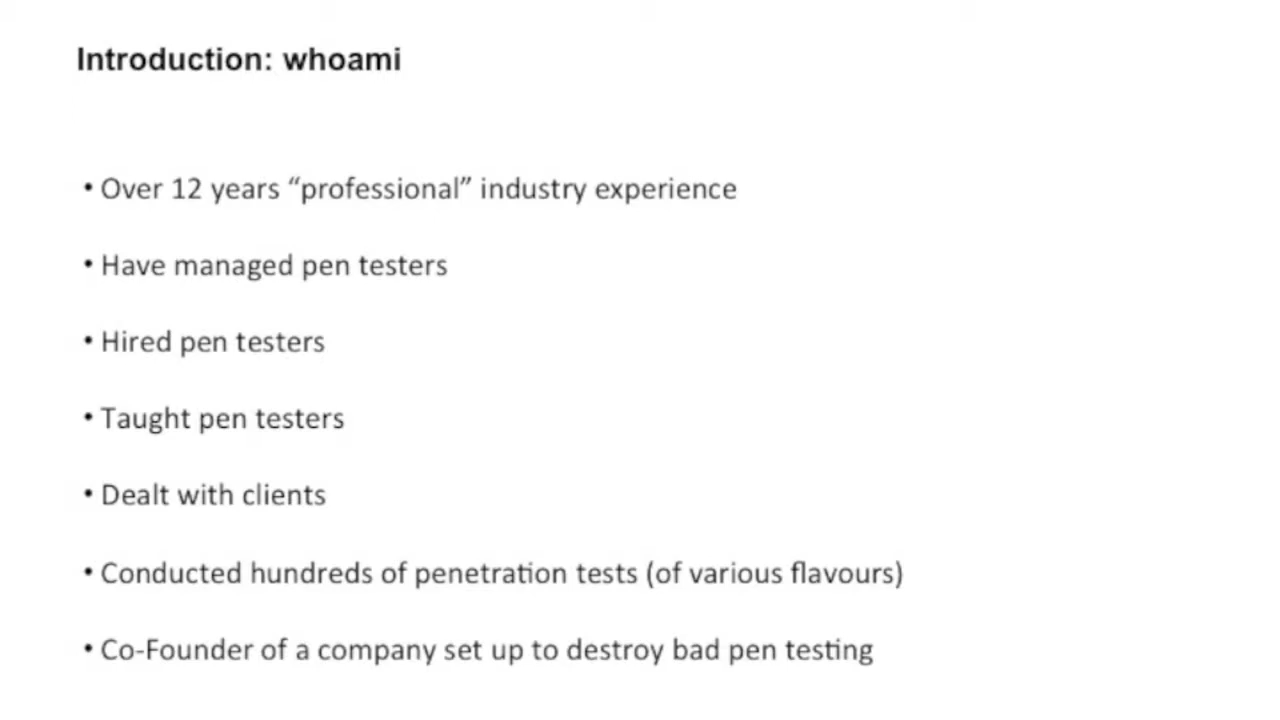 Introduction: whoami
• Over 12 years “professional” industry experience
• Have managed pen testers
• Hired pen testers
• Taught pen testers
• Dealt with clients
• Conducted hundreds of penetration tests (of various flavours)
• Co-Founder of a company set up to destroy bad pen testing